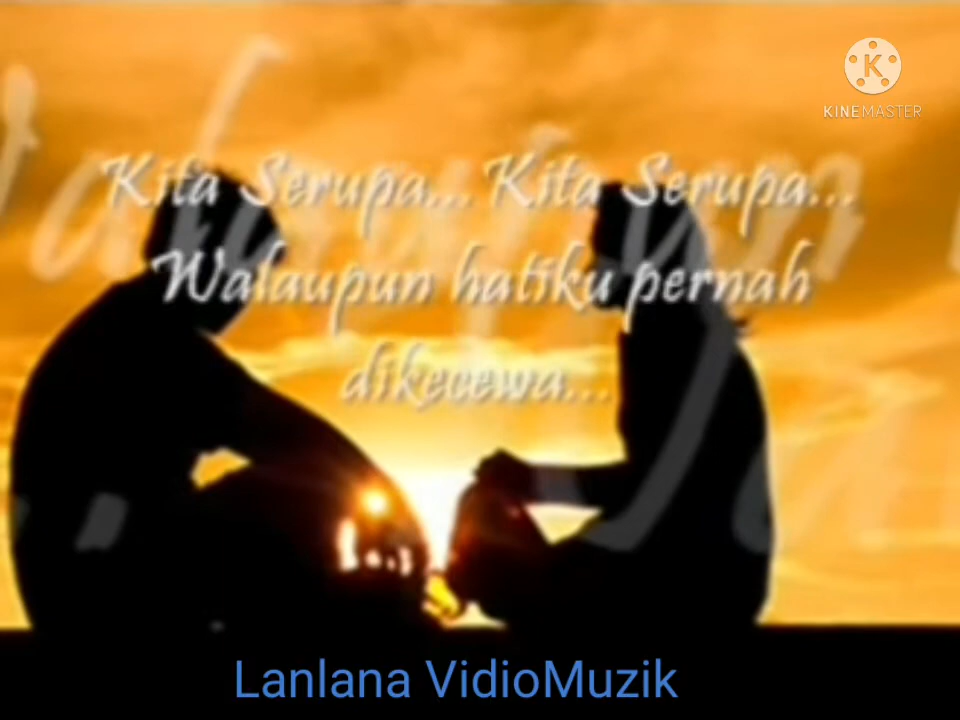 KINEMASTER
Kita Serupa... Kita Serupa...
Walaupun hatiku pernah
dikecewa...
Lanlana VidioMuzik